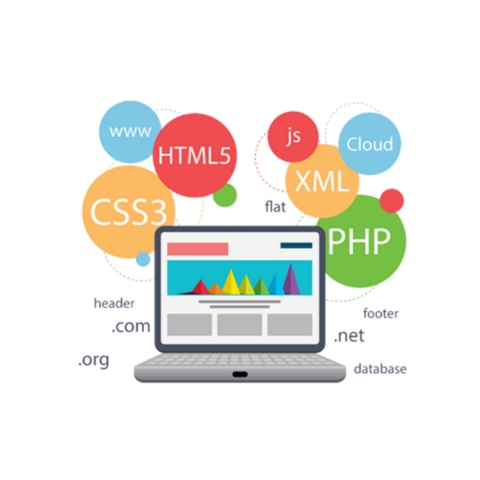 www
HTML5
js
Cloud
XML
CSS3
flat
PHP
header
.com
footer
.net
.org
database